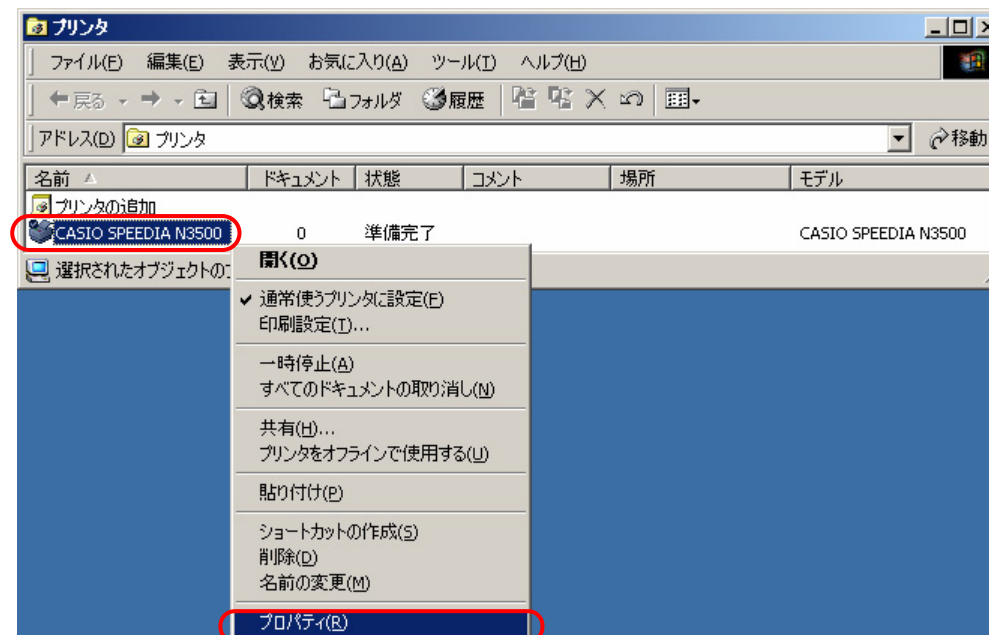 プリンタ
ファイル(F) 編集(E) 表示(V) お気に入り(A) ツール(T) ヘルプ(H)
戻る 検索 フォルダ 履歴
アドレス(D) プリンタ 移動
名前 ドキュメント 状態 コメント 場所 モデル
プリンタの追加
CASIO SPEEDIA N3500 0 準備完了 CASIO SPEEDIA N3500
選択されたオブジェクトの
開く(O)
通常使うプリンタに設定(F)
印刷設定(T)...
一時停止(A)
すべてのドキュメントの取り消し(N)
共有(H)...
プリンタをオフラインで使用する(U)
貼り付け(P)
ショートカットの作成(S)
削除(D)
名前の変更(M)
プロパティ(R)